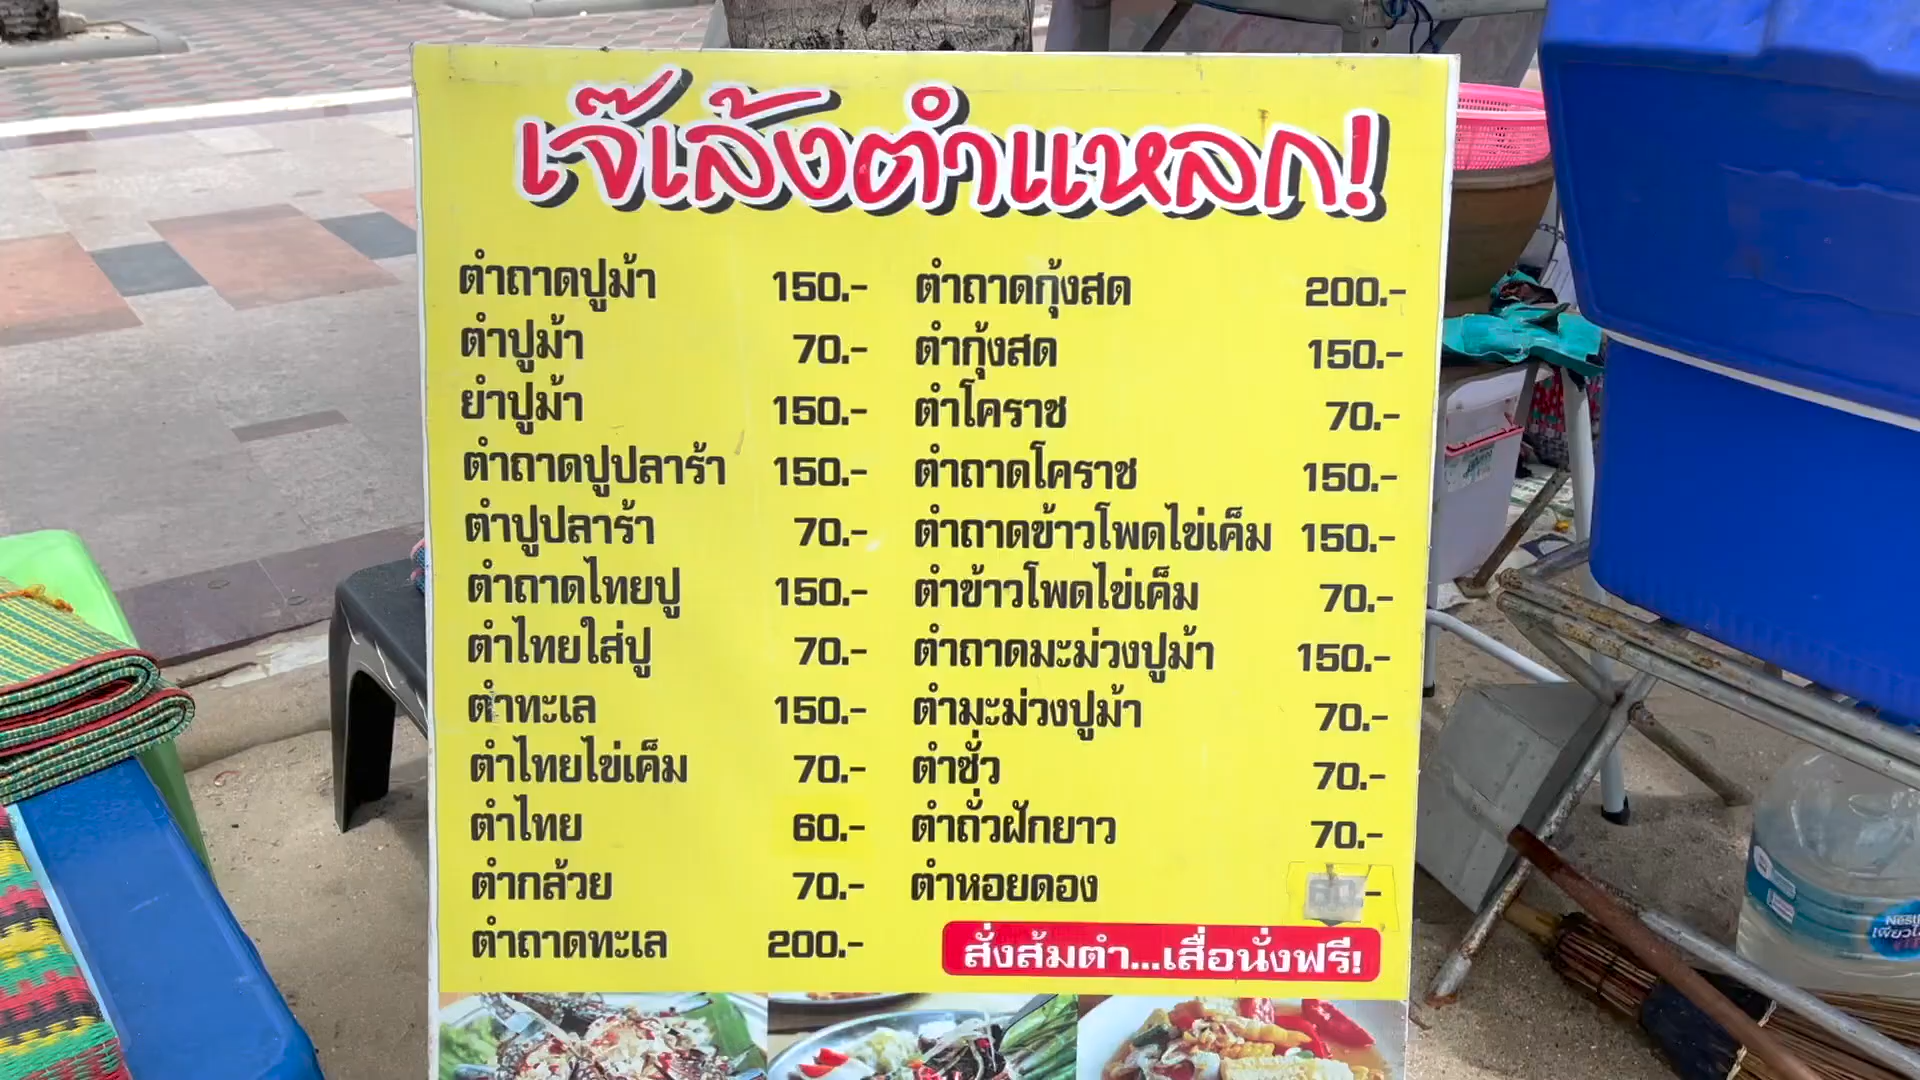 เจ๊เล้งตำแหลก!
ตำถาดปูม้า 150.-
ตำปูม้า 70.-
ยำปูม้า 150.-
ตำถาดปูปลาร้า 150.-
ตำปูปลาร้า 70.-
ตำถาดไทยปู 150.-
ตำไทยใส่ปู 70.-
ตำทะเล 150.-
ตำไทยไข่เค็ม 70.-
ตำไทย 60.-
ตำกล้วย 70.-
ตำถาดทะเล 200.-
ตำถาดกุ้งสด 200.-
ตำกุ้งสด 150.-
ตำโคราช 70.-
ตำถาดโคราช 150.-
ตำถาดข้าวโพดไข่เค็ม 150.-
ตำข้าวโพดไข่เค็ม 70.-
ตำถาดมะม่วงปูม้า 150.-
ตำมะม่วงปูม้า 70.-
ตำซั่ว 70.-
ตำถั่วฝักยาว 70.-
ตำหอยดอง
สั่งส้มตำ...เสื่อนั่งฟรี!